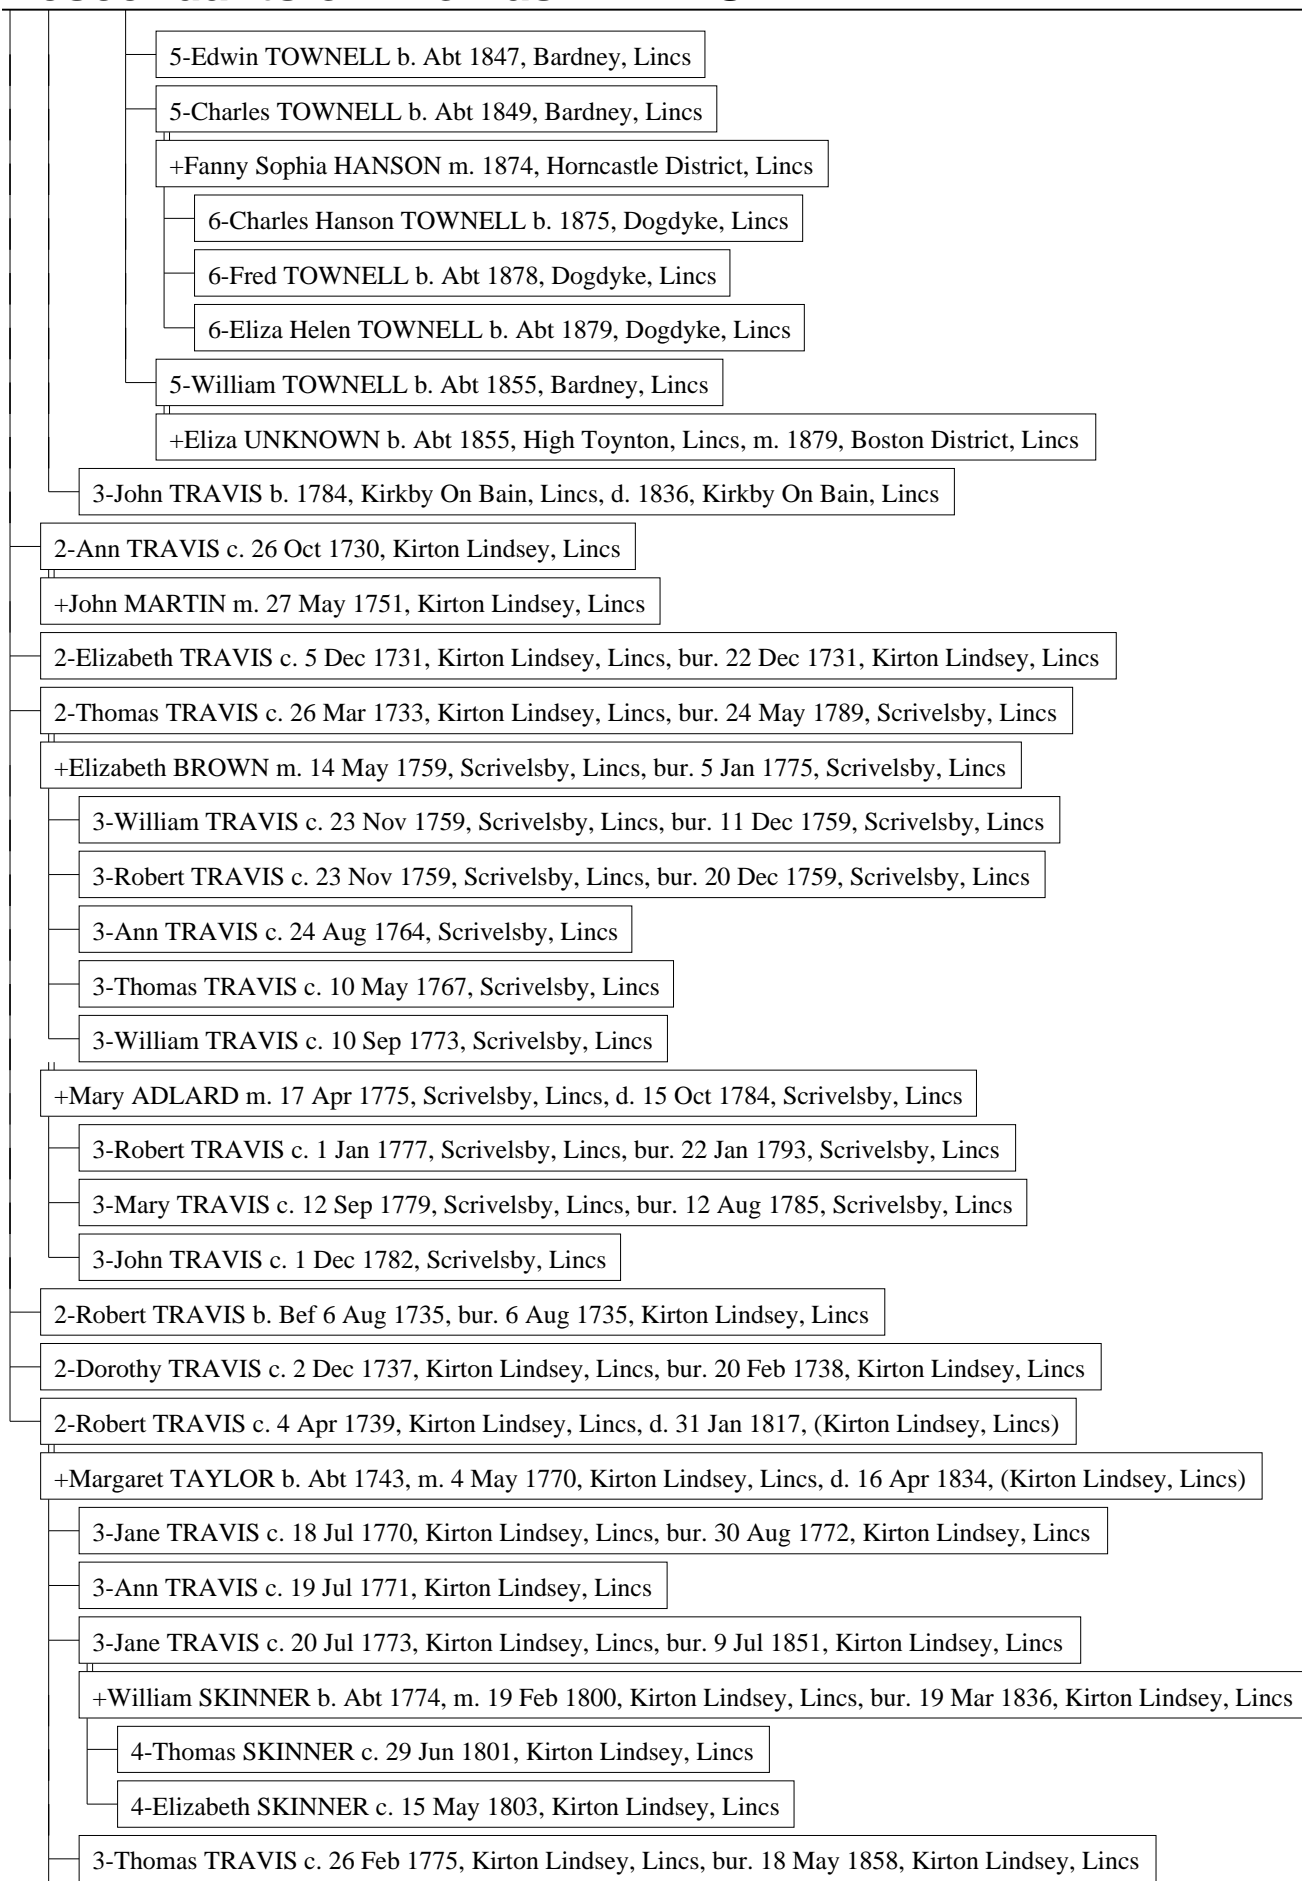 5-Edwin TOWNELL b. Abt 1847, Bardney, Lincs
5-Charles TOWNELL b. Abt 1849, Bardney, Lincs
+Fanny Sophia HANSON m. 1874, Horncastle District, Lincs
6-Charles Hanson TOWNELL b. 1875, Dogdyke, Lincs
6-Fred TOWNELL b. Abt 1878, Dogdyke, Lincs
6-Eliza Helen TOWNELL b. Abt 1879, Dogdyke, Lincs
5-William TOWNELL b. Abt 1855, Bardney, Lincs
+Eliza UNKNOWN b. Abt 1855, High Toynton, Lincs, m. 1879, Boston District, Lincs
3-John TRAVIS b. 1784, Kirkby On Bain, Lincs, d. 1836, Kirkby On Bain, Lincs
2-Ann TRAVIS c. 26 Oct 1730, Kirton Lindsey, Lincs
+John MARTIN m. 27 May 1751, Kirton Lindsey, Lincs
2-Elizabeth TRAVIS c. 5 Dec 1731, Kirton Lindsey, Lincs, bur. 22 Dec 1731, Kirton Lindsey, Lincs
2-Thomas TRAVIS c. 26 Mar 1733, Kirton Lindsey, Lincs, bur. 24 May 1789, Scrivelsby, Lincs
+Elizabeth BROWN m. 14 May 1759, Scrivelsby, Lincs, bur. 5 Jan 1775, Scrivelsby, Lincs
3-William TRAVIS c. 23 Nov 1759, Scrivelsby, Lincs, bur. 11 Dec 1759, Scrivelsby, Lincs
3-Robert TRAVIS c. 23 Nov 1759, Scrivelsby, Lincs, bur. 20 Dec 1759, Scrivelsby, Lincs
3-Ann TRAVIS c. 24 Aug 1764, Scrivelsby, Lincs
3-Thomas TRAVIS c. 10 May 1767, Scrivelsby, Lincs
3-William TRAVIS c. 10 Sep 1773, Scrivelsby, Lincs
+Mary ADLARD m. 17 Apr 1775, Scrivelsby, Lincs, d. 15 Oct 1784, Scrivelsby, Lincs
3-Robert TRAVIS c. 1 Jan 1777, Scrivelsby, Lincs, bur. 22 Jan 1793, Scrivelsby, Lincs
3-Mary TRAVIS c. 12 Sep 1779, Scrivelsby, Lincs, bur. 12 Aug 1785, Scrivelsby, Lincs
3-John TRAVIS c. 1 Dec 1782, Scrivelsby, Lincs
2-Robert TRAVIS b. Bef 6 Aug 1735, bur. 6 Aug 1735, Kirton Lindsey, Lincs
2-Dorothy TRAVIS c. 2 Dec 1737, Kirton Lindsey, Lincs, bur. 20 Feb 1738, Kirton Lindsey, Lincs
2-Robert TRAVIS c. 4 Apr 1739, Kirton Lindsey, Lincs, d. 31 Jan 1817, (Kirton Lindsey, Lincs)
+Margaret TAYLOR b. Abt 1743, m. 4 May 1770, Kirton Lindsey, Lincs, d. 16 Apr 1834, (Kirton Lindsey, Lincs)
3-Jane TRAVIS c. 18 Jul 1770, Kirton Lindsey, Lincs, bur. 30 Aug 1772, Kirton Lindsey, Lincs
3-Ann TRAVIS c. 19 Jul 1771, Kirton Lindsey, Lincs
3-Jane TRAVIS c. 20 Jul 1773, Kirton Lindsey, Lincs, bur. 9 Jul 1851, Kirton Lindsey, Lincs
+William SKINNER b. Abt 1774, m. 19 Feb 1800, Kirton Lindsey, Lincs, bur. 19 Mar 1836, Kirton Lindsey, Lincs
4-Thomas SKINNER c. 29 Jun 1801, Kirton Lindsey, Lincs
4-Elizabeth SKINNER c. 15 May 1803, Kirton Lindsey, Lincs
3-Thomas TRAVIS c. 26 Feb 1775, Kirton Lindsey, Lincs, bur. 18 May 1858, Kirton Lindsey, Lincs